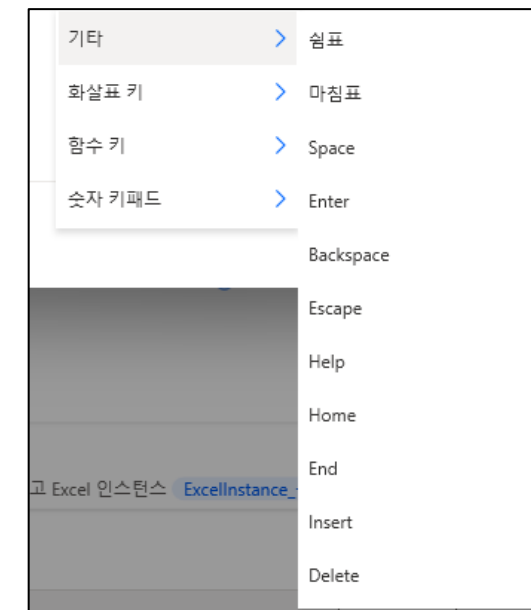 기타
화살표 키
함수 키
숫자 키패드
쉼표
마침표
Space
Enter
Backspace
Escape
Help
Home
End
Insert
Delete
고 Excel 인스턴스 ExcelInstance_